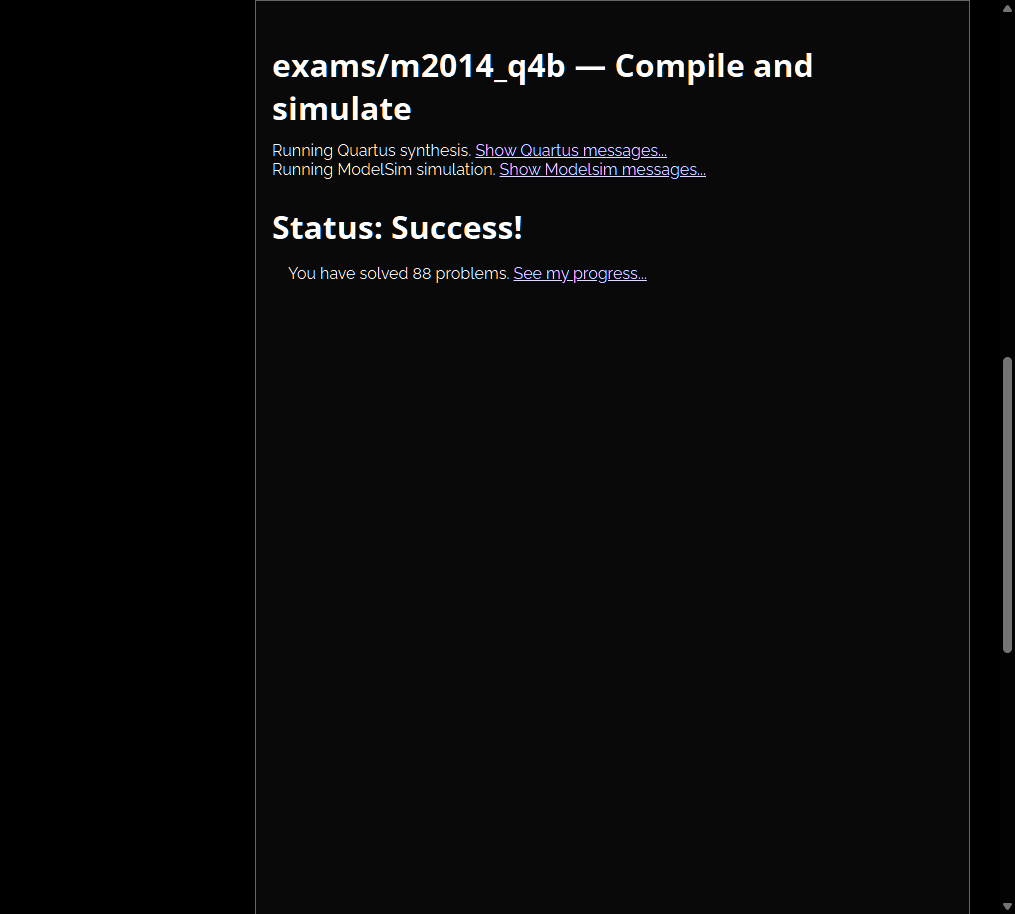 exams/m2014_q4b — Compile and
simulate
Running Quartus synthesis. Show Quartus messages...
Running ModelSim simulation. Show Modelsim messages...
Status: Success!
You have solved 88 problems. See my progress...